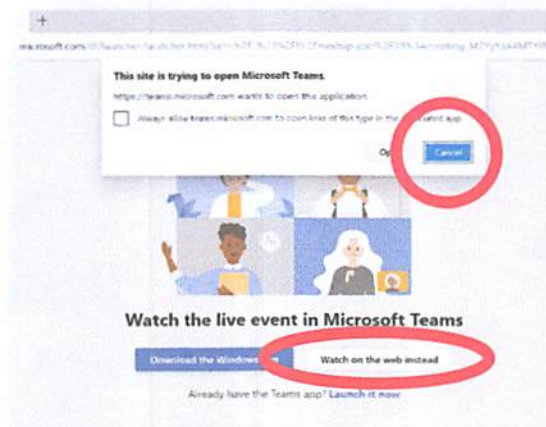 +
microsoft.com
This site is trying to open Microsoft Teams.
https://teams.microsoft.com wants to open this application.
Always allow teams.microsoft.com to open links of this type in the app
Cancel
Watch the live event in Microsoft Teams
Download the Windows Watch on the web instead
Already have the Teams app? Launch it now